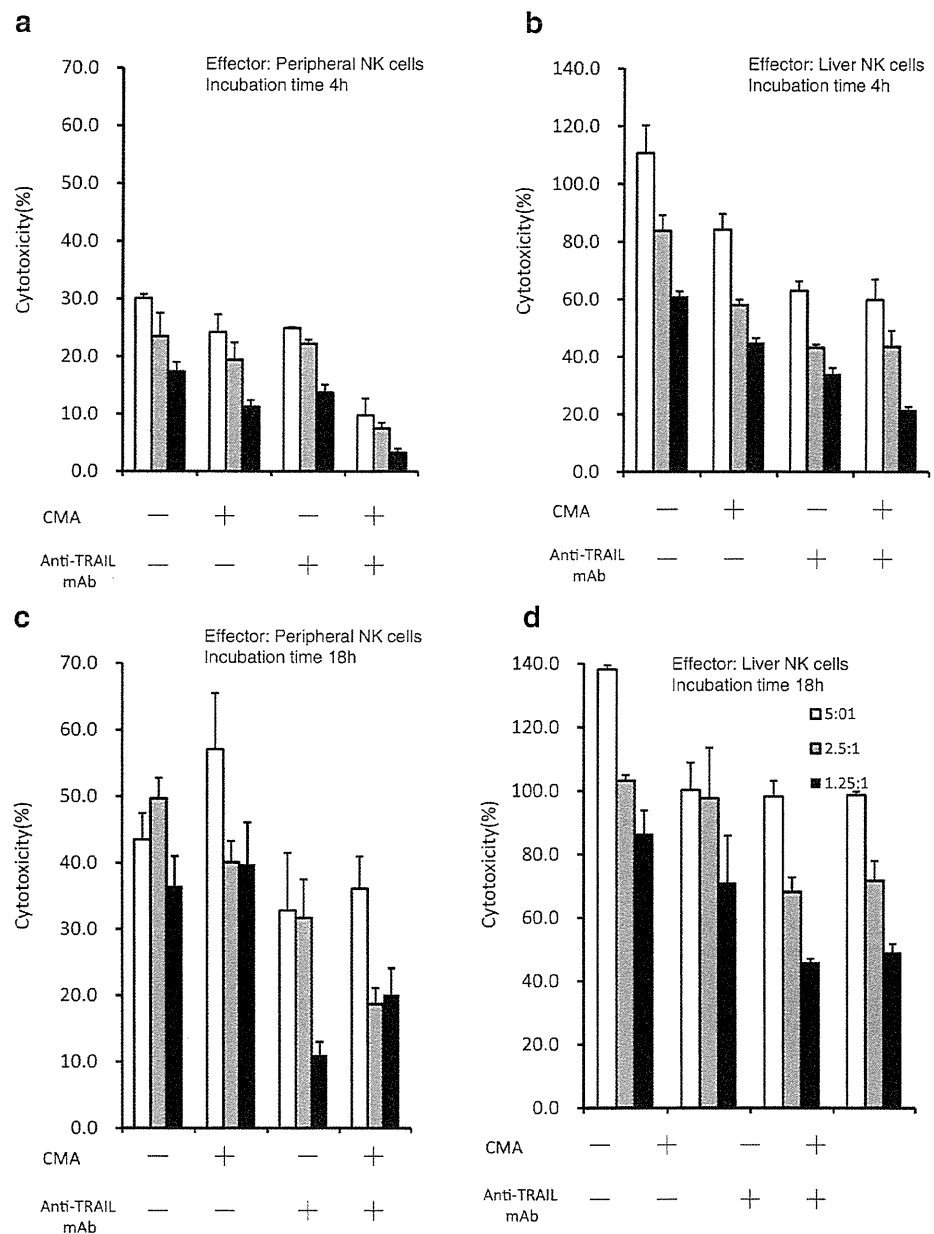 a
Effector: Peripheral NK cells
Incubation time 4h
Cytotoxicity(%)
70.0
60.0
50.0
40.0
30.0
20.0
10.0
0.0
CMA — + — +
Anti-TRAIL
mAb
— — + +
b
Effector: Liver NK cells
Incubation time 4h
Cytotoxicity(%)
140.0
120.0
100.0
80.0
60.0
40.0
20.0
0.0
CMA — + — +
Anti-TRAIL
mAb
— — + +
c
Effector: Peripheral NK cells
Incubation time 18h
Cytotoxicity(%)
70.0
60.0
50.0
40.0
30.0
20.0
10.0
0.0
CMA — + — +
Anti-TRAIL
mAb
— — + +
d
Effector: Liver NK cells
Incubation time 18h
5:01
2.5:1
1.25:1
Cytotoxicity(%)
140.0
120.0
100.0
80.0
60.0
40.0
20.0
0.0
CMA — + — +
Anti-TRAIL
mAb
— — + +